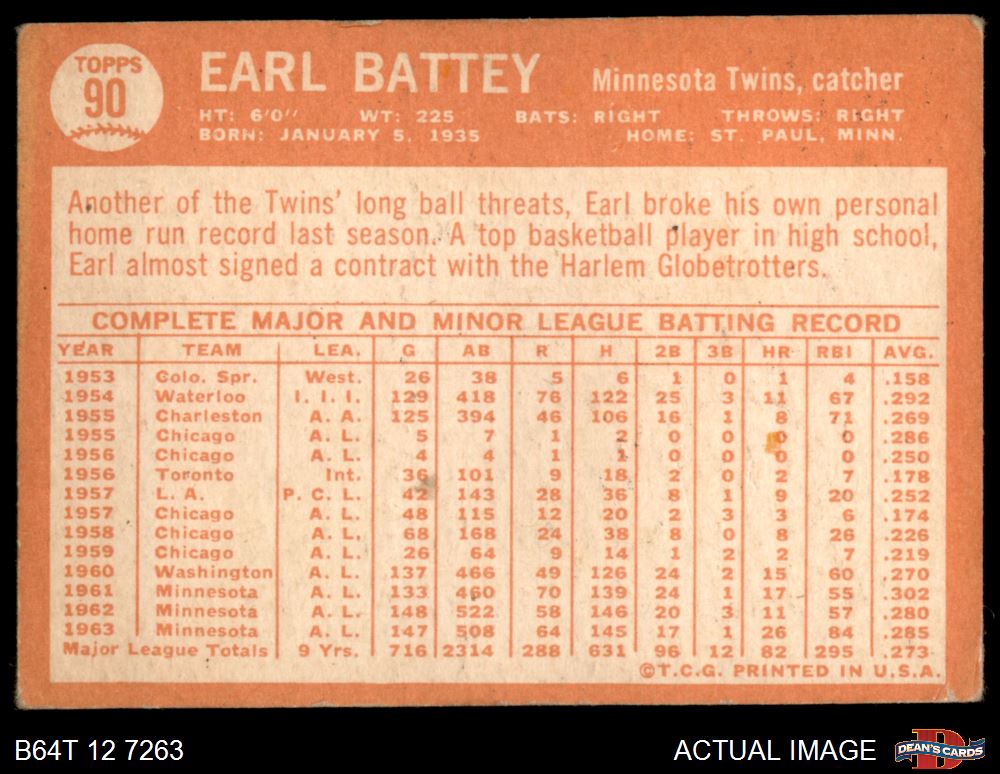 TOPPS
90
EARL BATTEY Minnesota Twins, catcher
HT: 6'0" WT: 225 BATS: RIGHT THROWS: RIGHT
BORN: JANUARY 5, 1935 HOME: ST. PAUL, MINN.
Another of the Twins' long ball threats, Earl broke his own personal
home run record last season. A top basketball player in high school,
Earl almost signed a contract with the Harlem Globetrotters.
COMPLETE MAJOR AND MINOR LEAGUE BATTING RECORD
YEAR TEAM LEA. G AB R H 2B 3B HR RBI AVG.
1953 Colo. Spr. West. 26 38 5 6 1 0 1 4 .158
1954 Waterloo I. I. I. 129 418 76 122 25 3 11 67 .292
1955 Charleston A. A. 125 394 46 106 16 1 8 71 .269
1955 Chicago A. L. 5 7 1 2 0 0 0 0 .286
1956 Chicago A. L. 4 4 1 1 0 0 0 0 .250
1956 Toronto Int. 36 101 9 18 2 0 2 7 .178
1957 L. A. P. C. L. 42 143 28 36 8 1 9 20 .252
1957 Chicago A. L. 48 115 12 20 2 3 3 6 .174
1958 Chicago A. L. 68 168 24 38 8 0 8 26 .226
1959 Chicago A. L. 26 64 9 14 1 2 2 7 .219
1960 Washington A. L. 137 466 49 126 24 2 15 60 .270
1961 Minnesota A. L. 133 460 70 139 24 1 17 55 .302
1962 Minnesota A. L. 148 522 58 146 20 3 11 57 .280
1963 Minnesota A. L. 147 508 64 145 17 1 26 84 .285
Major League Totals 9 Yrs. 716 2314 288 631 96 12 82 295 .273
©T.C.G. PRINTED IN U.S.A.
B64T 12 7263 ACTUAL IMAGE DEAN'S CARDS